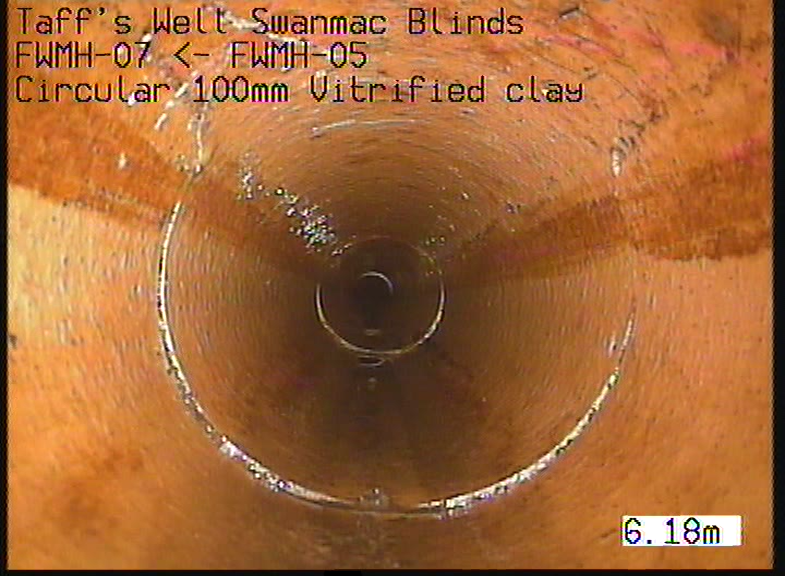 Taff's Well Swanmac Blinds
FWMH-07 <- FWMH-05
Circular 100mm Vitrified clay
6.18m